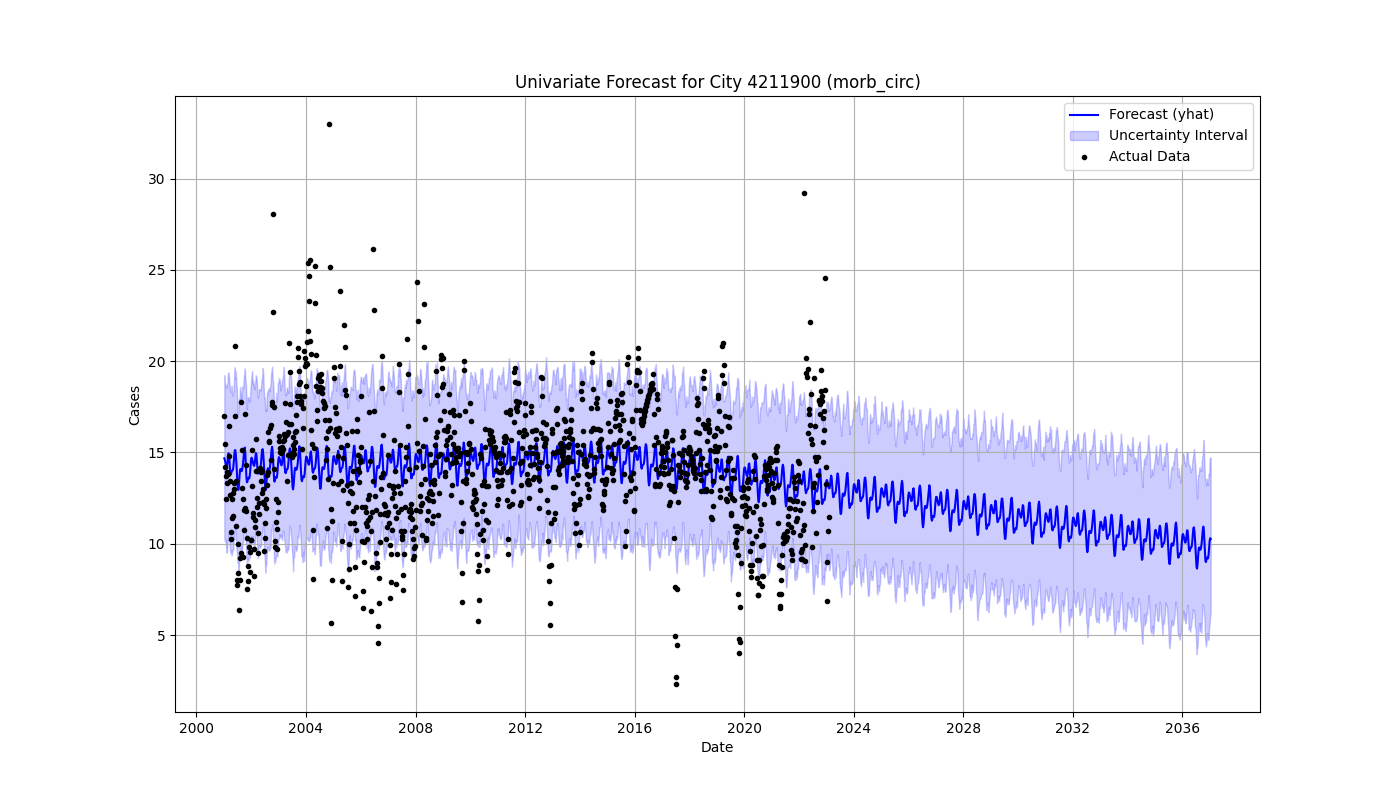 Univariate Forecast for City 4211900 (morb_circ)
Forecast (yhat)
Uncertainty Interval
Actual Data
30
25
20
15
10
5
Cases
2000 2004 2008 2012 2016 2020 2024 2028 2032 2036
Date